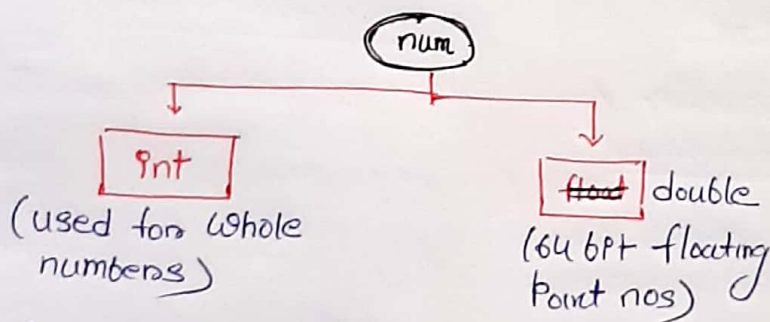 num
int
float double
(used for whole
numbers)
(64 bit floating
Point nos)